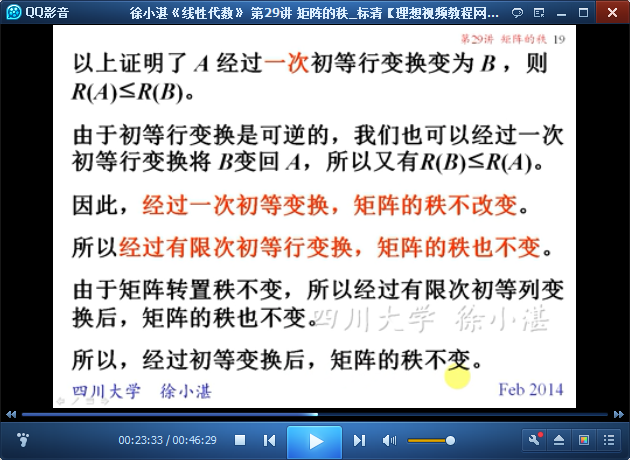 QQ影音
徐小湛《线性代数》 第29讲 矩阵的秩_标清【理想视频教程网...
第29讲 矩阵的秩 19
以上证明了 A 经过一次初等行变换变为 B，则
R(A)≤R(B)。
由于初等行变换是可逆的，我们也可以经过一次
初等行变换将 B变回 A，所以又有R(B)≤R(A)。
因此，经过一次初等变换，矩阵的秩不改变。
所以经过有限次初等行变换，矩阵的秩也不变。
由于矩阵转置秩不变，所以经过有限次初等列变
换后，矩阵的秩也不变。
四川大学 徐小湛
所以，经过初等变换后，矩阵的秩不变。
四川大学 徐小湛
Feb 2014
00:23:33 / 00:46:29